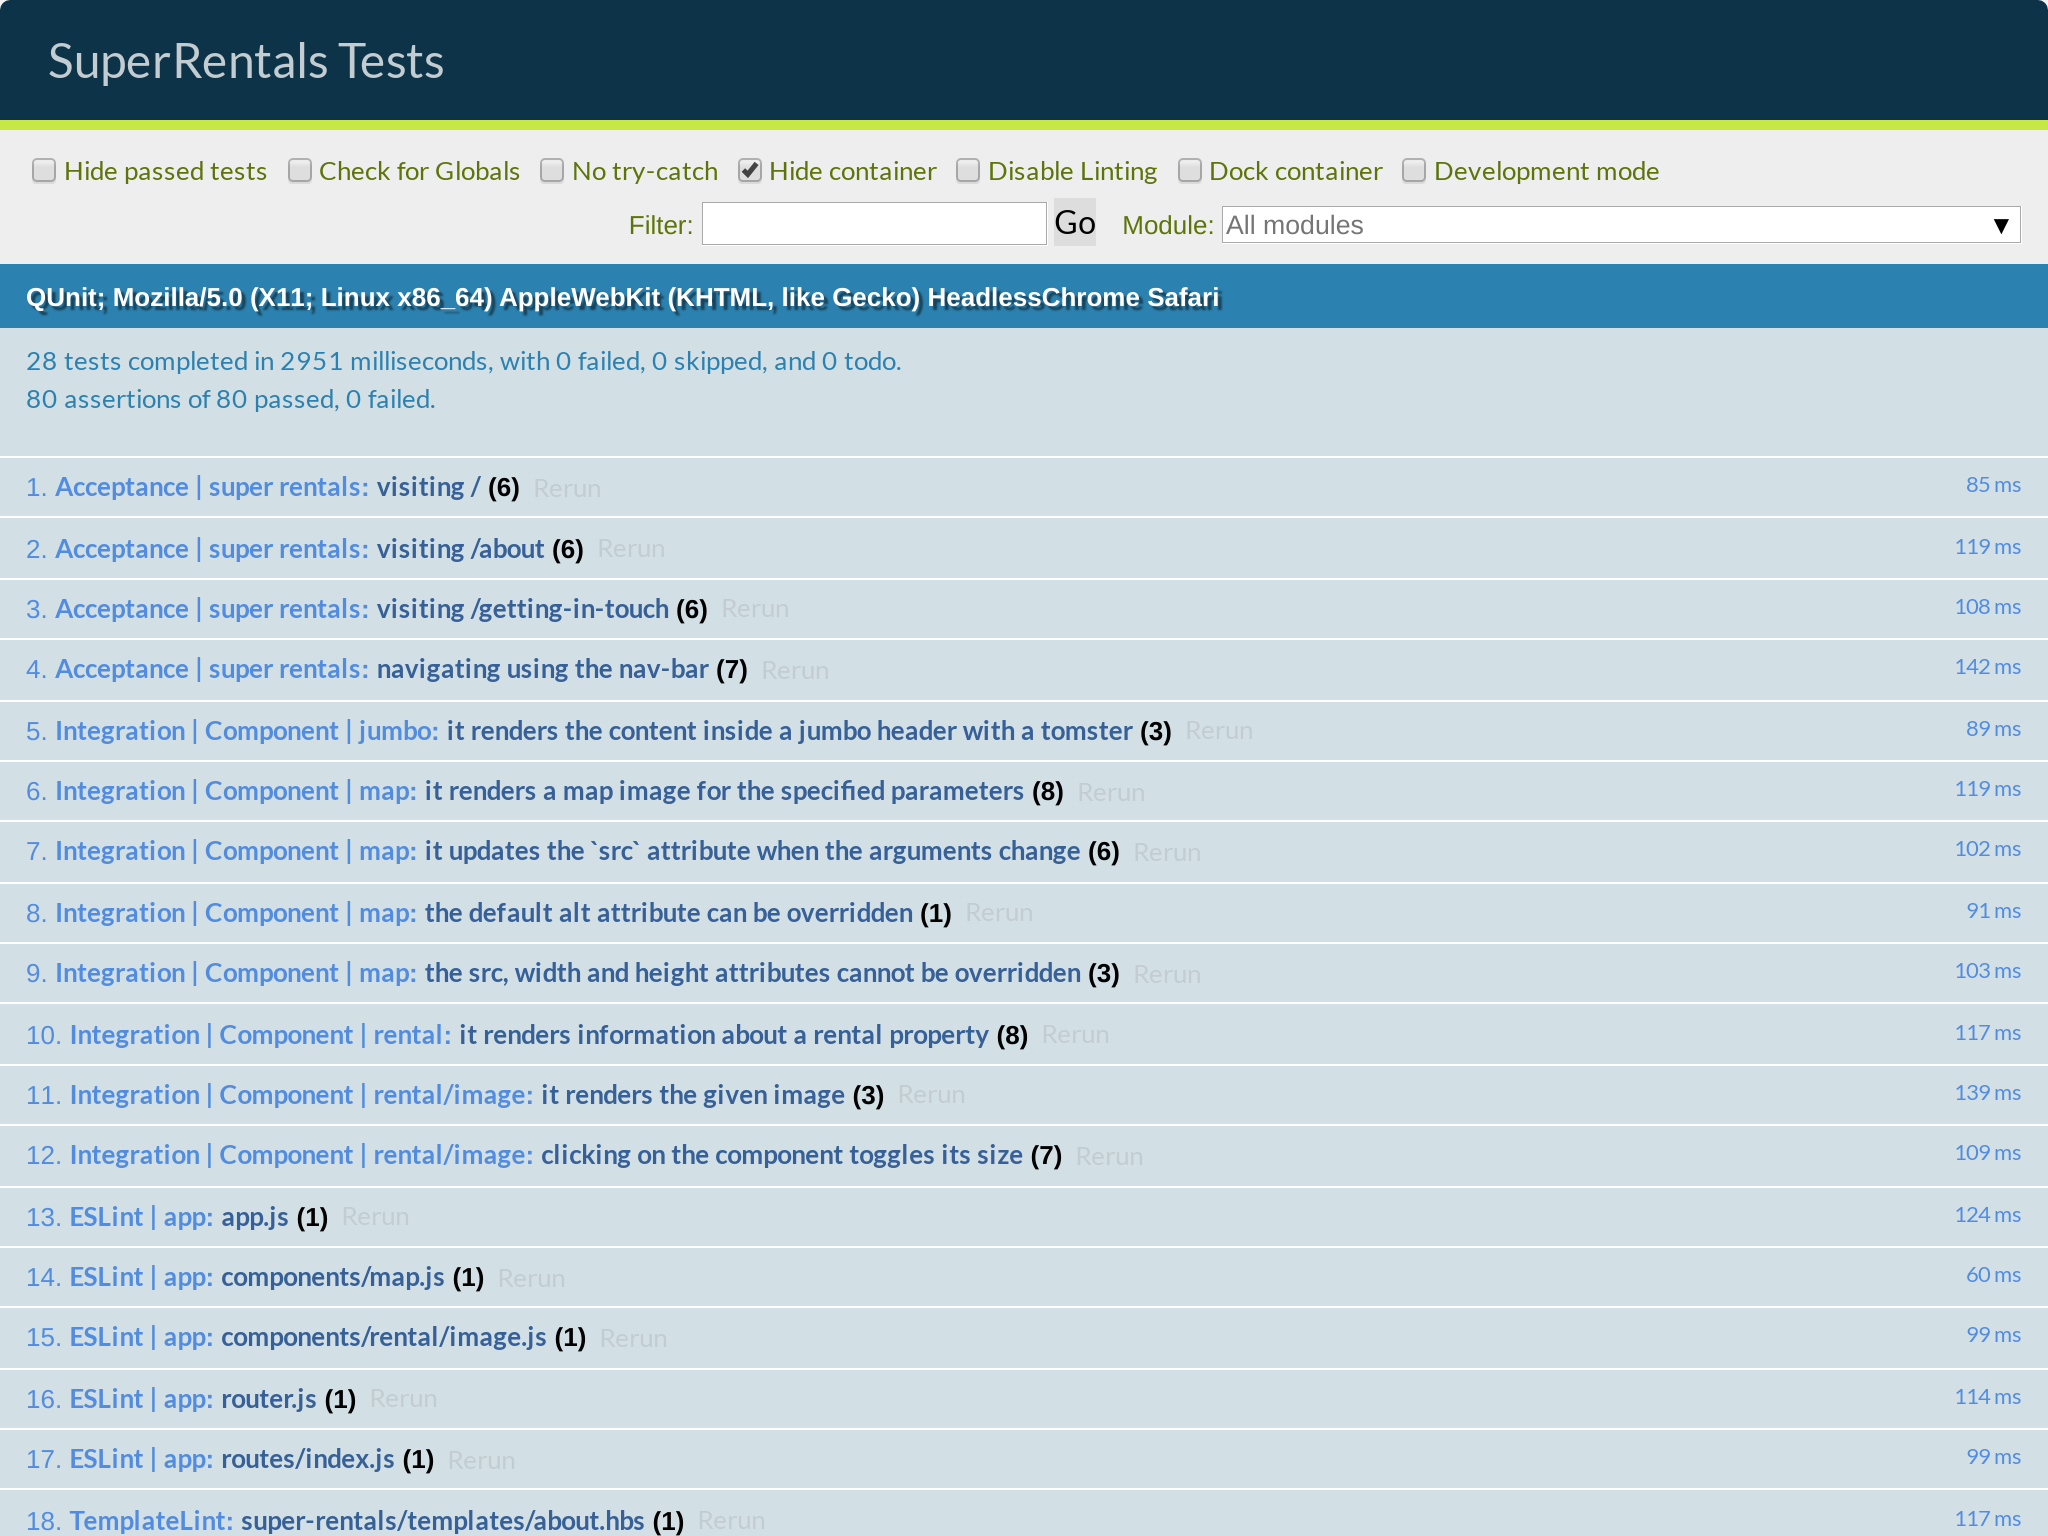 SuperRentals Tests
Hide passed tests Check for Globals No try-catch Hide container Disable Linting Dock container Development mode
Filter: Go Module: All modules ▼
QUnit; Mozilla/5.0 (X11; Linux x86_64) AppleWebKit (KHTML, like Gecko) HeadlessChrome Safari
28 tests completed in 2951 milliseconds, with 0 failed, 0 skipped, and 0 todo.
80 assertions of 80 passed, 0 failed.
1. Acceptance | super rentals: visiting / (6) Rerun 85 ms
2. Acceptance | super rentals: visiting /about (6) Rerun 119 ms
3. Acceptance | super rentals: visiting /getting-in-touch (6) Rerun 108 ms
4. Acceptance | super rentals: navigating using the nav-bar (7) Rerun 142 ms
5. Integration | Component | jumbo: it renders the content inside a jumbo header with a tomster (3) Rerun 89 ms
6. Integration | Component | map: it renders a map image for the specified parameters (8) Rerun 119 ms
7. Integration | Component | map: it updates the `src` attribute when the arguments change (6) Rerun 102 ms
8. Integration | Component | map: the default alt attribute can be overridden (1) Rerun 91 ms
9. Integration | Component | map: the src, width and height attributes cannot be overridden (3) Rerun 103 ms
10. Integration | Component | rental: it renders information about a rental property (8) Rerun 117 ms
11. Integration | Component | rental/image: it renders the given image (3) Rerun 139 ms
12. Integration | Component | rental/image: clicking on the component toggles its size (7) Rerun 109 ms
13. ESLint | app: app.js (1) Rerun 124 ms
14. ESLint | app: components/map.js (1) Rerun 60 ms
15. ESLint | app: components/rental/image.js (1) Rerun 99 ms
16. ESLint | app: router.js (1) Rerun 114 ms
17. ESLint | app: routes/index.js (1) Rerun 99 ms
18. TemplateLint: super-rentals/templates/about.hbs (1) Rerun 117 ms